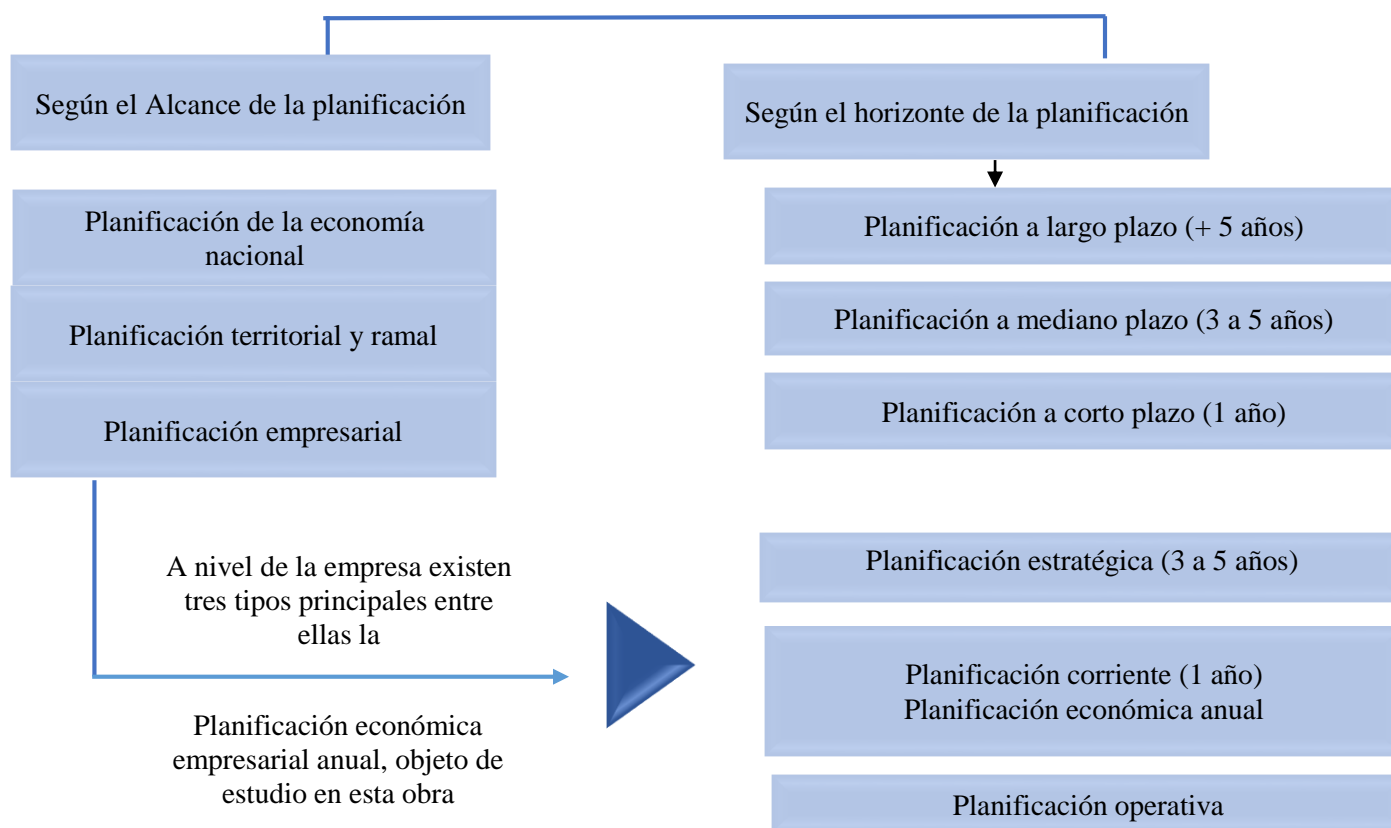 Según el Alcance de la planificación
Planificación de la economía
nacional
Planificación territorial y ramal
Planificación empresarial
Según el horizonte de la planificación
Planificación a largo plazo (+ 5 años)
Planificación a mediano plazo (3 a 5 años)
Planificación a corto plazo (1 año)
A nivel de la empresa existen
tres tipos principales entre
ellas la
Planificación económica
empresarial anual, objeto de
estudio en esta obra
Planificación estratégica (3 a 5 años)
Planificación corriente (1 año)
Planificación económica anual
Planificación operativa